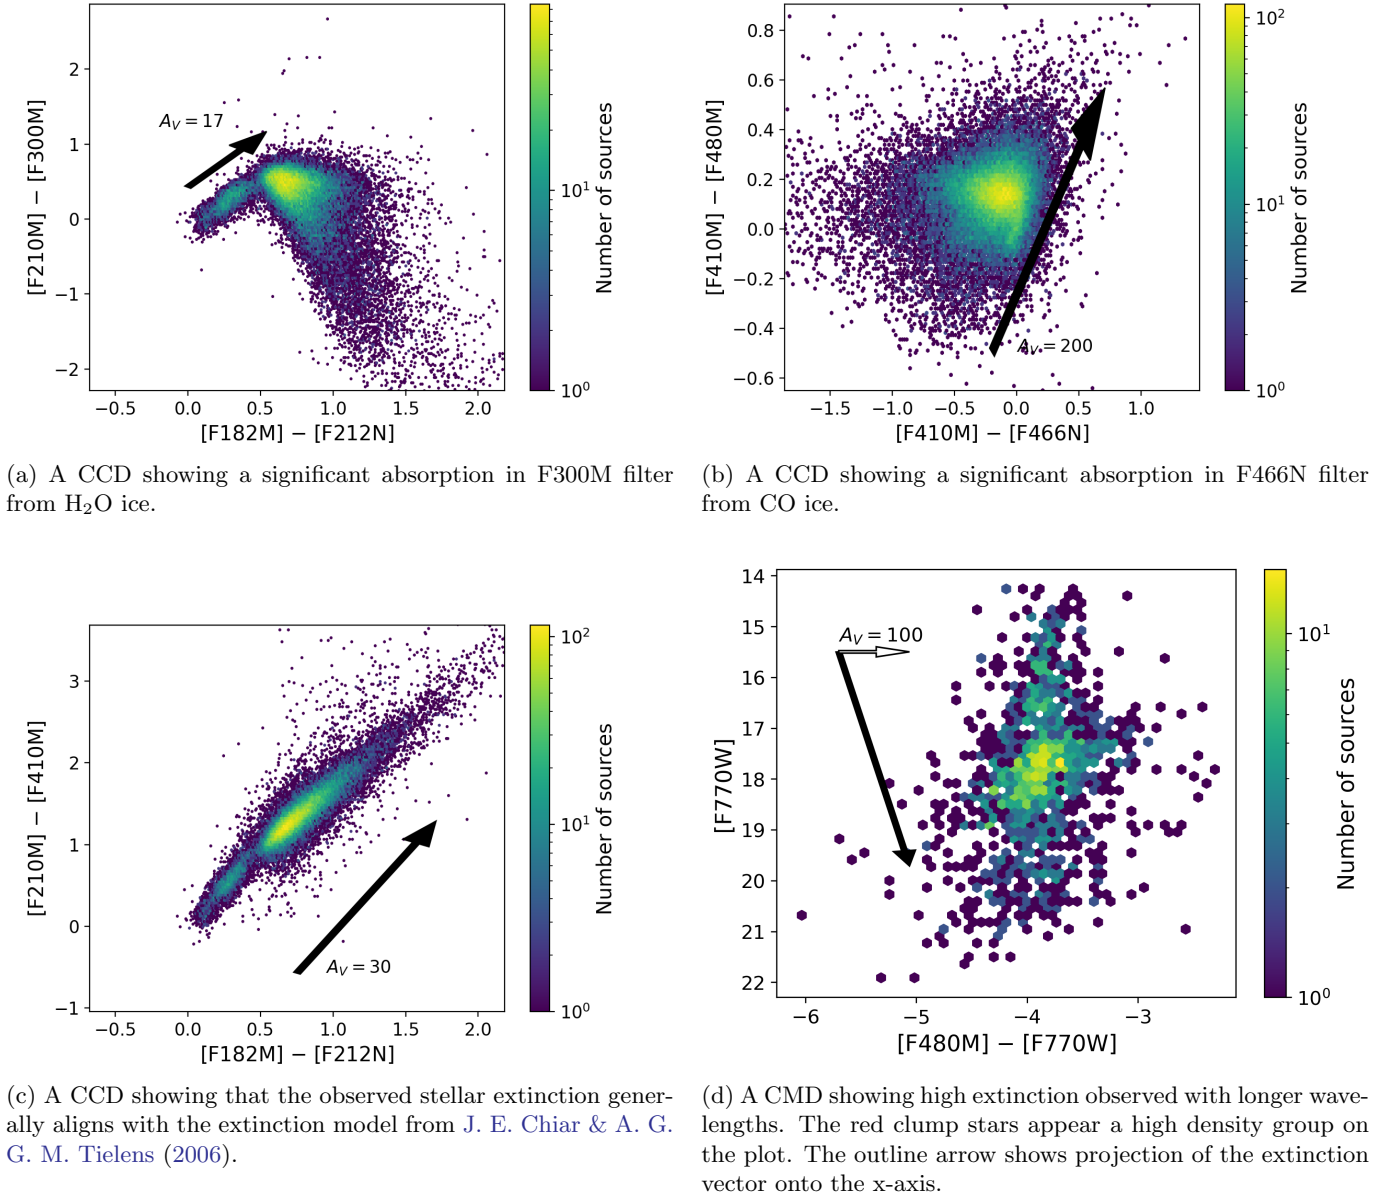 2
1
0
−1
−2
[F210M] − [F300M]
A_V = 17
−0.5 0.0 0.5 1.0 1.5 2.0
[F182M] − [F212N]
10^1
10^0
Number of sources
0.8
0.6
0.4
0.2
0.0
−0.2
−0.4
−0.6
[F410M] − [F480M]
A_V = 200
−1.5 −1.0 −0.5 0.0 0.5 1.0
[F410M] − [F466N]
10^2
10^1
10^0
Number of sources
(a) A CCD showing a significant absorption in F300M filter
from H₂O ice.
(b) A CCD showing a significant absorption in F466N filter
from CO ice.
3
2
1
0
−1
[F210M] − [F410M]
A_V = 30
−0.5 0.0 0.5 1.0 1.5 2.0
[F182M] − [F212N]
10^2
10^1
10^0
Number of sources
14
15
16
17
18
19
20
21
22
[F770W]
A_V = 100
−6 −5 −4 −3
[F480M] − [F770W]
10^1
10^0
Number of sources
(c) A CCD showing that the observed stellar extinction gener-
ally aligns with the extinction model from J. E. Chiar & A. G.
G. M. Tielens (2006).
(d) A CMD showing high extinction observed with longer wave-
lengths. The red clump stars appear a high density group on
the plot. The outline arrow shows projection of the extinction
vector onto the x-axis.